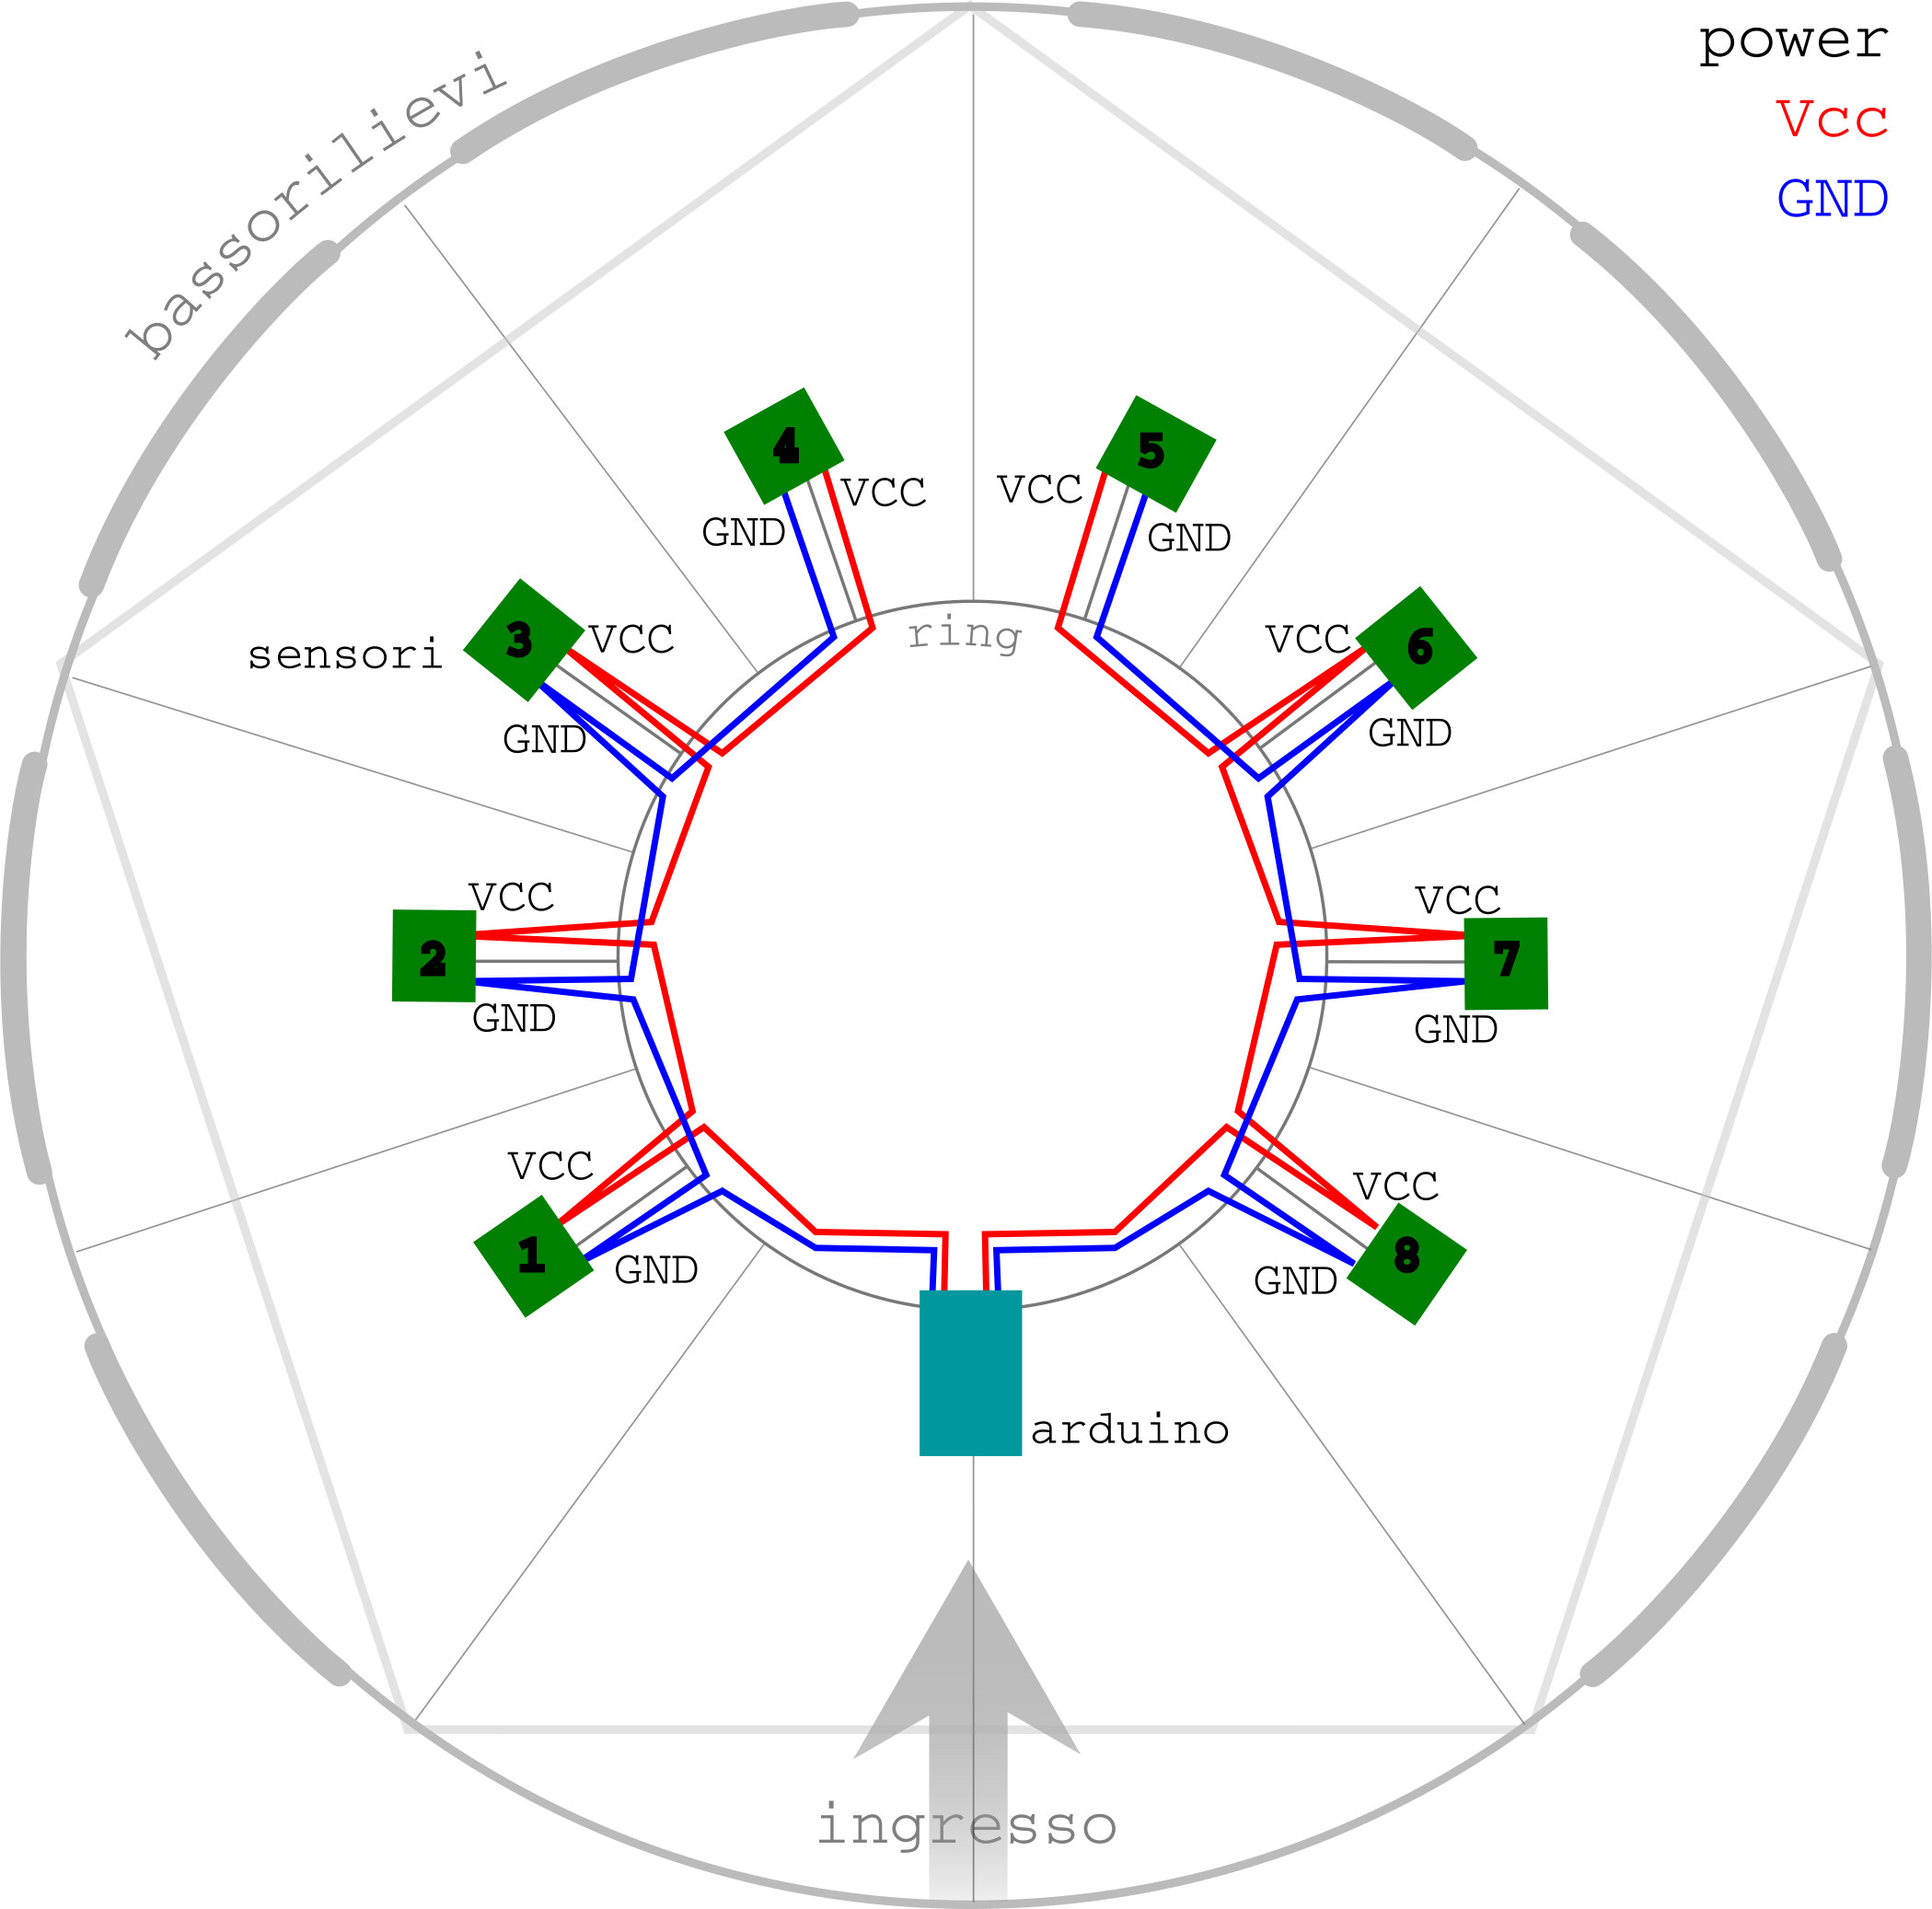 power
Vcc
GND
bassorilievi
4
VCC
GND
5
VCC
GND
ring
3
VCC
sensori
GND
6
VCC
GND
VCC
2
GND
VCC
7
GND
VCC
1
GND
VCC
8
GND
arduino
ingresso